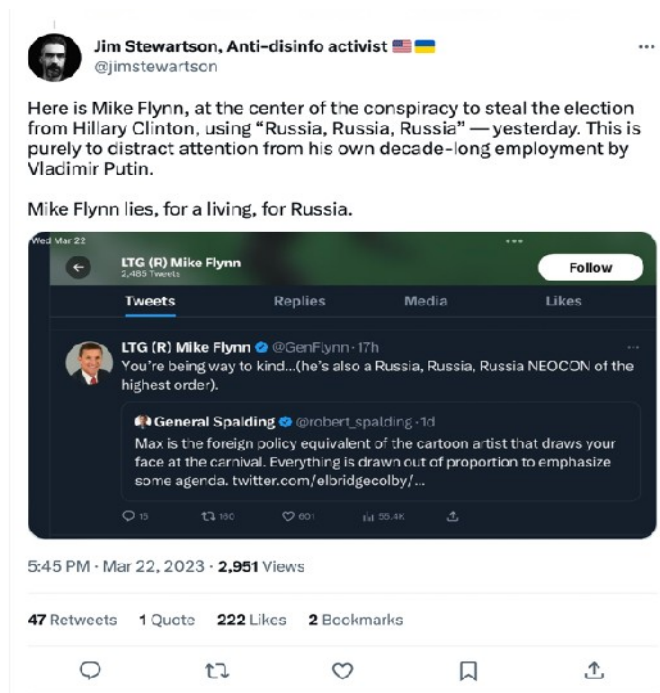 Jim Stewartson, Anti-disinfo activist 🇺🇸🇺🇦
@jimstewartson
Here is Mike Flynn, at the center of the conspiracy to steal the election
from Hillary Clinton, using “Russia, Russia, Russia” — yesterday. This is
purely to distract attention from his own decade-long employment by
Vladimir Putin.
Mike Flynn lies, for a living, for Russia.
Wed Mar 22
LTG (R) Mike Flynn
2,485 Tweets
Follow
Tweets Replies Media Likes
LTG (R) Mike Flynn @GenFlynn · 17h
You’re being way to kind...(he’s also a Russia, Russia, Russia NEOCON of the
highest order).
General Spalding @robert_spalding · 1d
Max is the foreign policy equivalent of the cartoon artist that draws your
face at the carnival. Everything is drawn out of proportion to emphasize
some agenda. twitter.com/elbridgecolby/...
15 160 601 55.4K
5:45 PM · Mar 22, 2023 · 2,951 Views
47 Retweets 1 Quote 222 Likes 2 Bookmarks